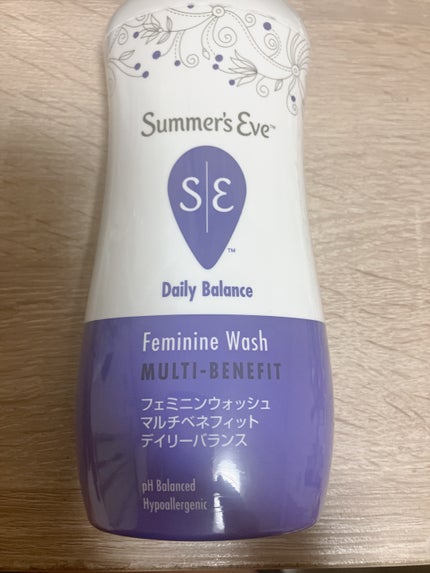 Summer's Eve™
S|E™
Daily Balance
Feminine Wash
MULTI-BENEFIT
フェミニンウォッシュ
マルチベネフィット
デイリーバランス
pH Balanced
Hypoallergenic